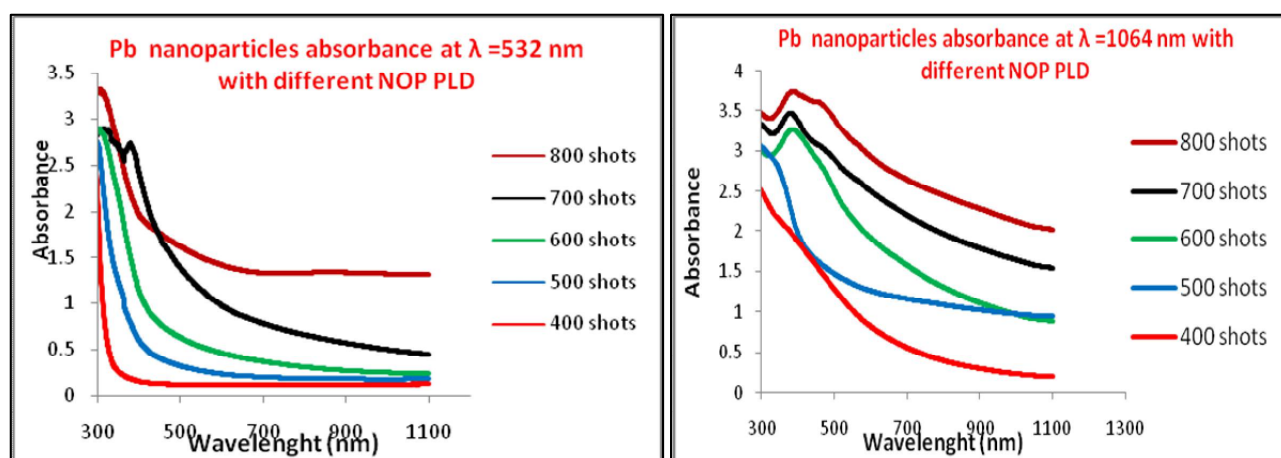 Pb nanoparticles absorbance at λ =532 nm
with different NOP PLD
3.5
3
2.5
2
1.5
1
0.5
0
Absorbance
300
500
700
900
1100
Wavelenght (nm)
800 shots
700 shots
600 shots
500 shots
400 shots
Pb nanoparticles absorbance at λ =1064 nm with
different NOP PLD
4
3.5
3
2.5
2
1.5
1
0.5
0
Absorbance
300
500
700
900
1100
1300
Wavelenght (nm)
800 shots
700 shots
600 shots
500 shots
400 shots